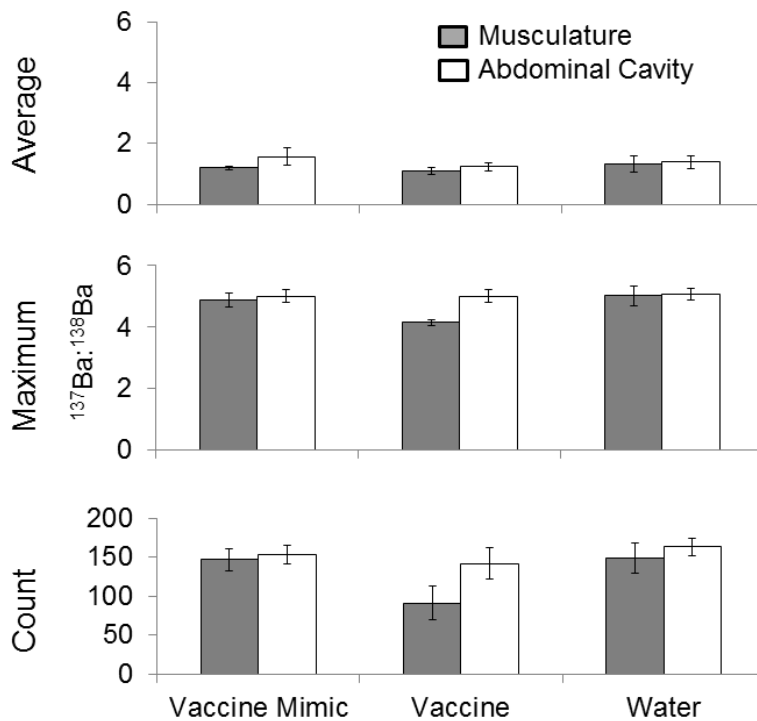 Musculature
Abdominal Cavity
Average
6
4
2
0
Maximum
¹³⁷Ba:¹³⁸Ba
6
4
2
0
Count
200
150
100
50
0
Vaccine Mimic Vaccine Water